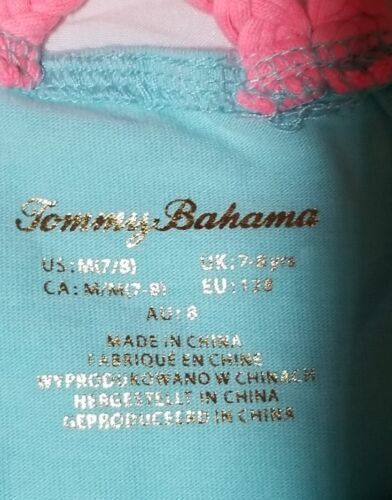 Tommy Bahama
US: M(7/8) UK: 7-8 yrs
CA: M/M(7-8) EU: 128
AU: 8
MADE IN CHINA
FABRIQUÉ EN CHINE
WYPRODUKOWANO W CHINACH
HERGESTELLT IN CHINA
GEPRODUCEERD IN CHINA